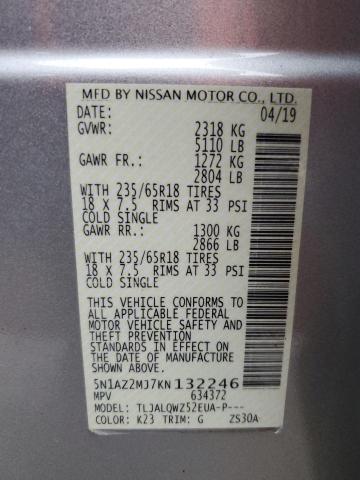 MFD BY NISSAN MOTOR CO., LTD.
DATE: 04/19
GVWR: 2318 KG
5110 LB
GAWR FR.: 1272 KG
2804 LB
WITH 235/65R18 TIRES
18 X 7.5 RIMS AT 33 PSI
COLD SINGLE
GAWR RR.: 1300 KG
2866 LB
WITH 235/65R18 TIRES
18 X 7.5 RIMS AT 33 PSI
COLD SINGLE
THIS VEHICLE CONFORMS TO
ALL APPLICABLE FEDERAL
MOTOR VEHICLE SAFETY
AND THEFT PREVENTION
STANDARDS IN EFFECT ON
THE DATE OF MANUFACTURE
SHOWN ABOVE.
5N1AZ2MJ7KN132246
MPV 634372
MODEL: TLJALQWZ52EUA-P---
COLOR: K23 TRIM: G ZS30A